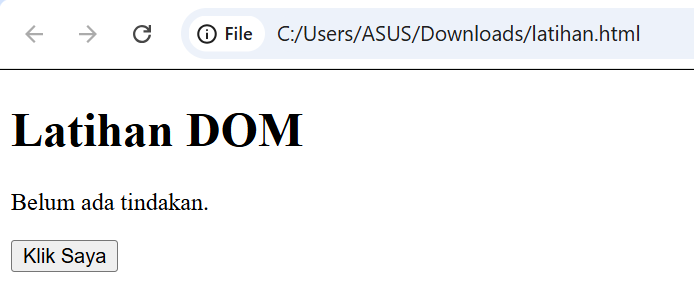 File C:/Users/ASUS/Downloads/latihan.html
Latihan DOM
Belum ada tindakan.
Klik Saya